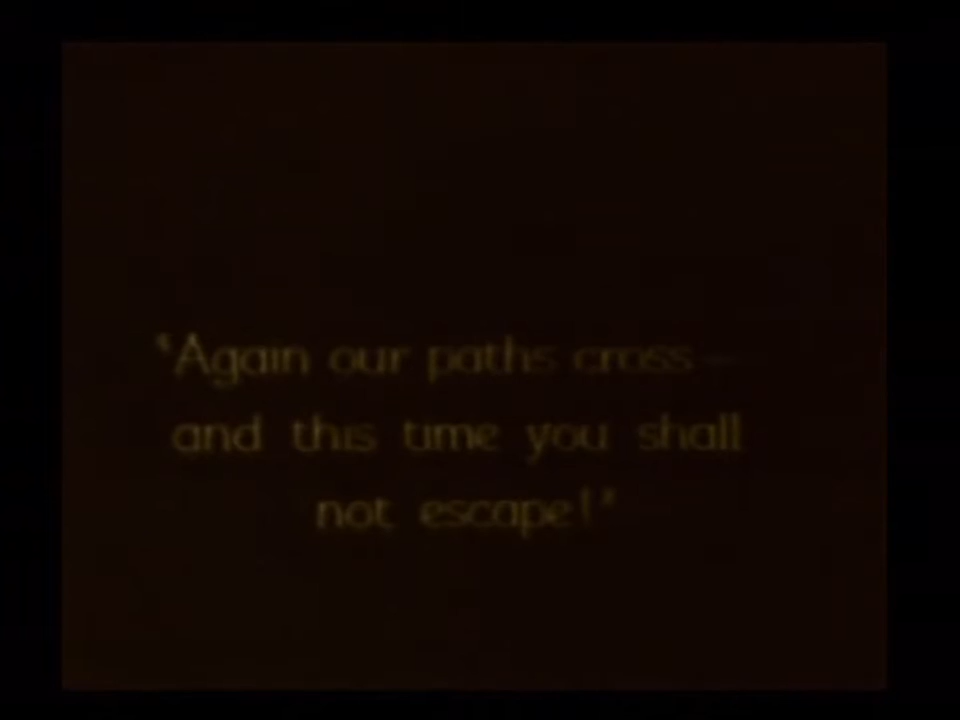 "Again our paths cross —
and this time you shall
not escape!"